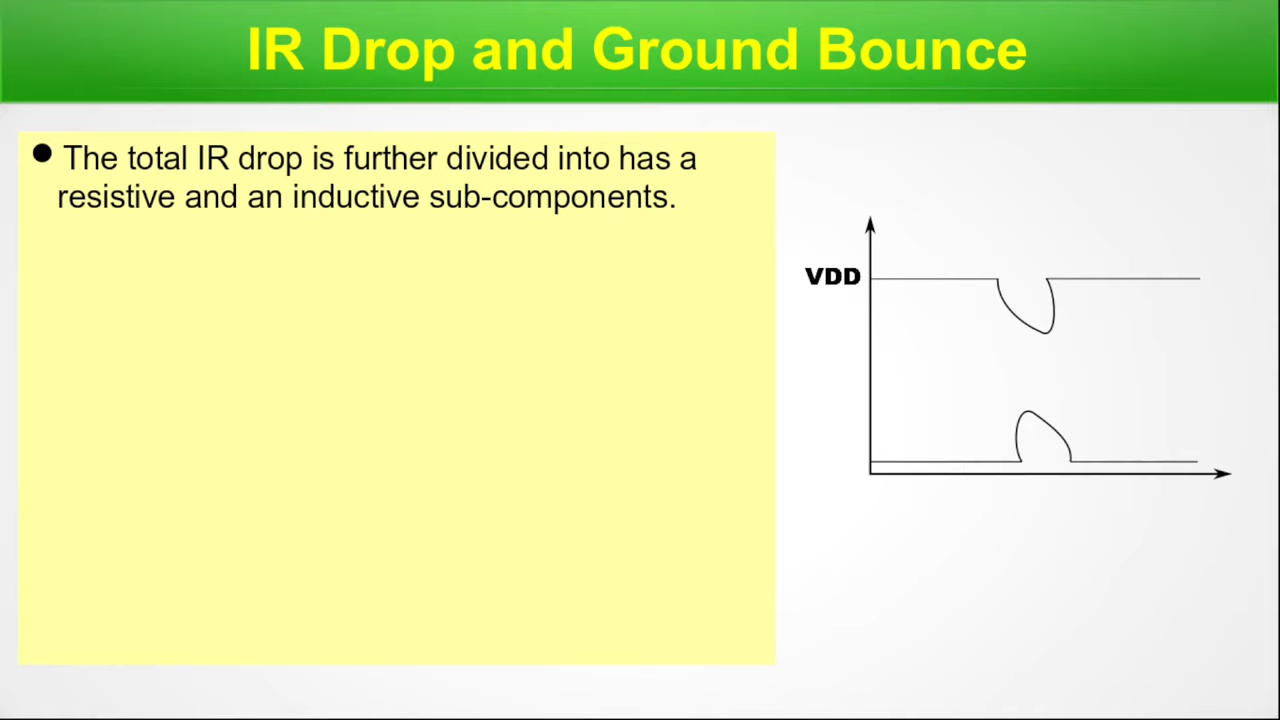 IR Drop and Ground Bounce
● The total IR drop is further divided into has a
resistive and an inductive sub-components.
VDD